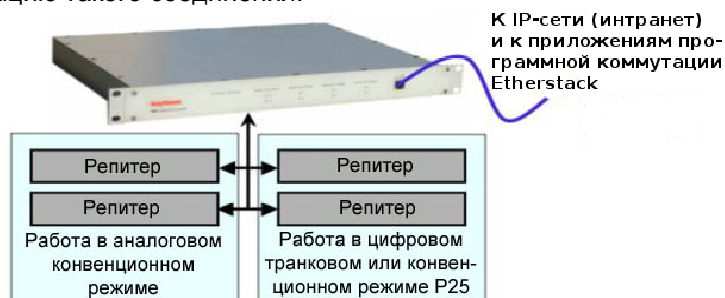 К IP-сети (интранет)
и к приложениям про-
граммной коммутации
Etherstack
Репитер
Репитер
Работа в аналоговом
конвенционном
режиме
Репитер
Репитер
Работа в цифровом
транковом или конвен-
ционном режиме P25